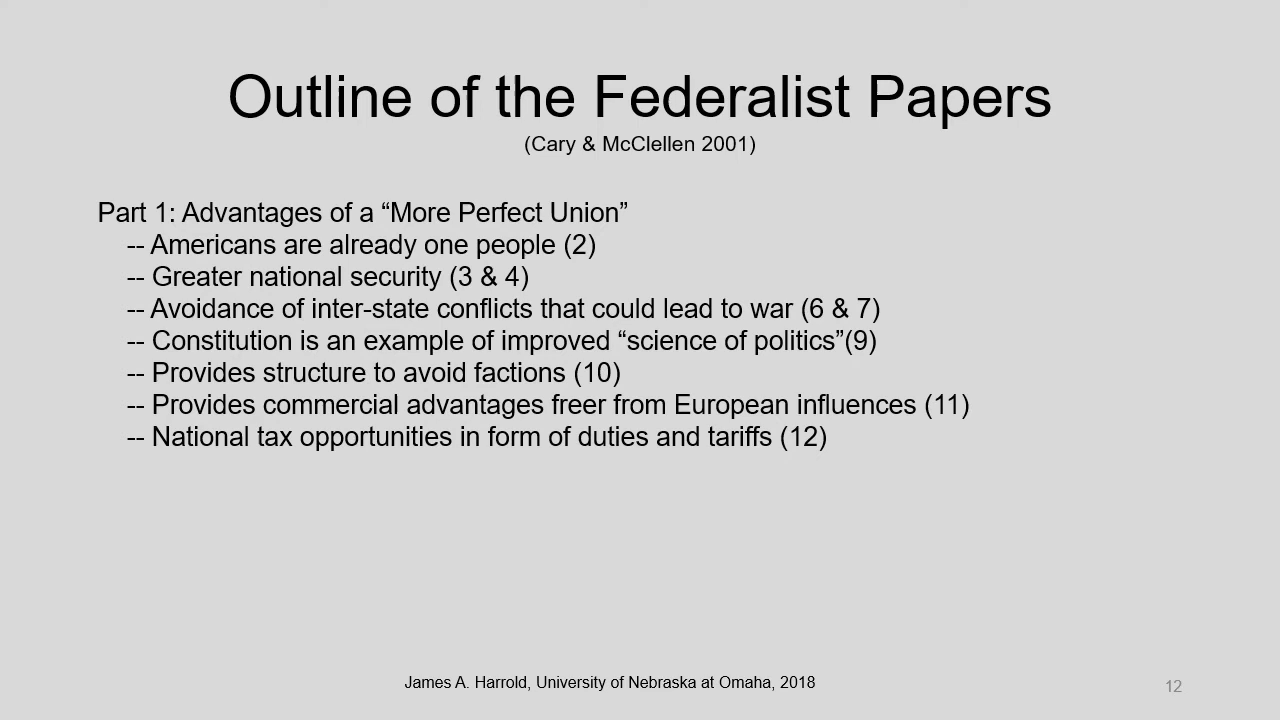 Outline of the Federalist Papers
(Cary & McClellen 2001)
Part 1: Advantages of a “More Perfect Union”
-- Americans are already one people (2)
-- Greater national security (3 & 4)
-- Avoidance of inter-state conflicts that could lead to war (6 & 7)
-- Constitution is an example of improved “science of politics”(9)
-- Provides structure to avoid factions (10)
-- Provides commercial advantages freer from European influences (11)
-- National tax opportunities in form of duties and tariffs (12)
James A. Harrold, University of Nebraska at Omaha, 2018
12